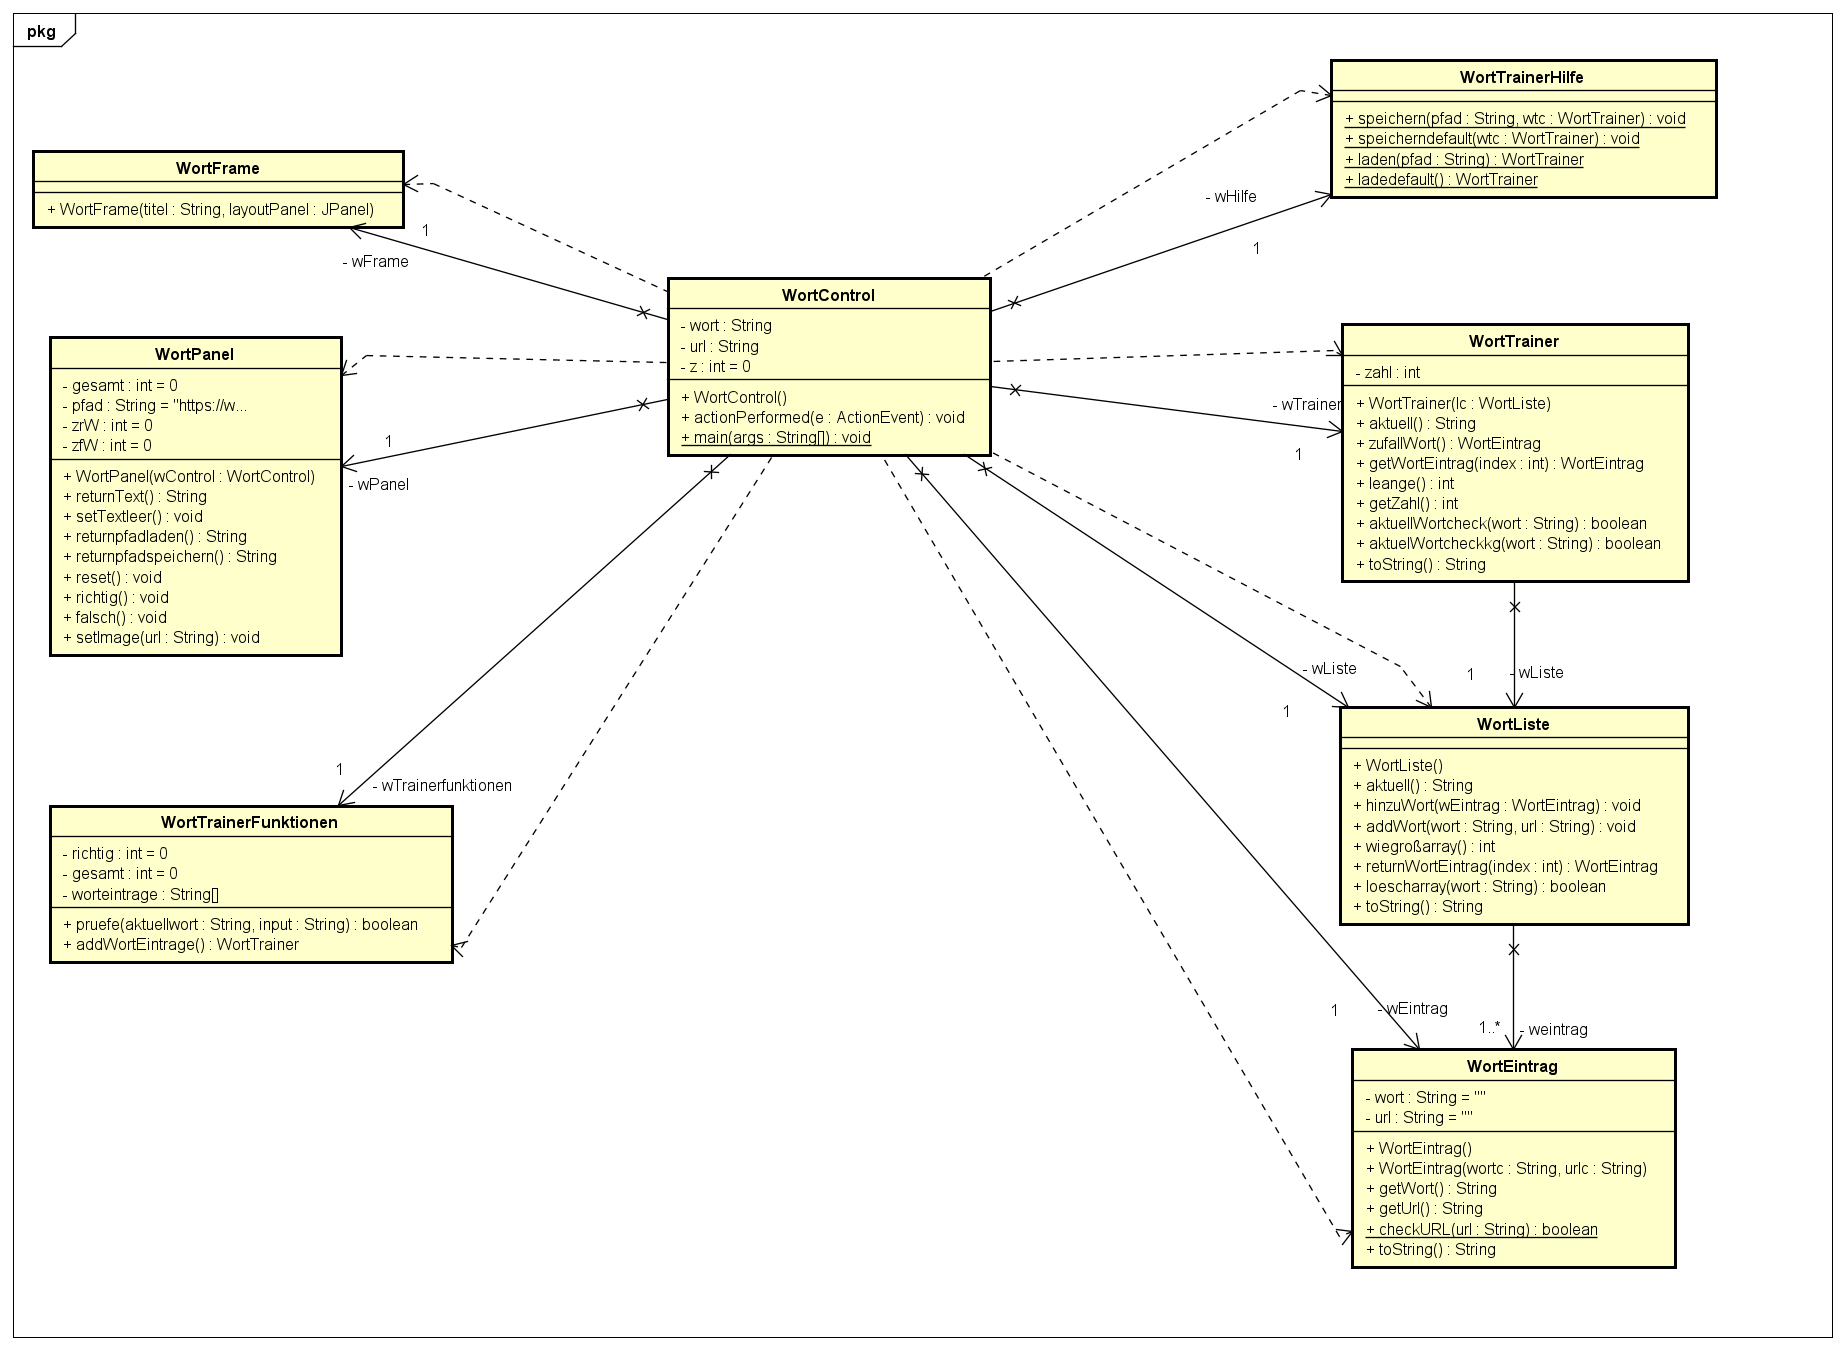 pkg
WortTrainerHilfe
+ speichern(pfad : String, wtc : WortTrainer) : void
+ speicherndefault(wtc : WortTrainer) : void
+ laden(pfad : String) : WortTrainer
+ ladedefault() : WortTrainer
WortFrame
+ WortFrame(titel : String, layoutPanel : JPanel)
- wHilfe
1
1
- wFrame
WortControl
- wort : String
- url : String
- z : int = 0
+ WortControl()
+ actionPerformed(e : ActionEvent) : void
+ main(args : String[]) : void
WortPanel
- gesamt : int = 0
- pfad : String = "https://w...
- zrW : int = 0
- zfW : int = 0
+ WortPanel(wControl : WortControl)
+ returnText() : String
+ setTextleer() : void
+ returnpfadladen() : String
+ returnpfadspeichern() : String
+ reset() : void
+ richtig() : void
+ falsch() : void
+ setImage(url : String) : void
1
- wPanel
WortTrainer
- zahl : int
+ WortTrainer(lc : WortListe)
+ aktuell() : String
+ zufallWort() : WortEintrag
+ getWortEintrag(index : int) : WortEintrag
+ leange() : int
+ getZahl() : int
+ aktuellWortcheck(wort : String) : boolean
+ aktuelWortcheckkg(wort : String) : boolean
+ toString() : String
- wTrainer
1
- wListe
1
1
- wListe
WortListe
+ WortListe()
+ aktuell() : String
+ hinzuWort(wEintrag : WortEintrag) : void
+ addWort(wort : String, url : String) : void
+ wiegroßarray() : int
+ returnWortEintrag(index : int) : WortEintrag
+ loescharray(wort : String) : boolean
+ toString() : String
1
- wTrainerfunktionen
WortTrainerFunktionen
- richtig : int = 0
- gesamt : int = 0
- worteintrage : String[]
+ pruefe(aktuellwort : String, input : String) : boolean
+ addWortEintrage() : WortTrainer
1
- wEintrag
1..*
- weintrag
WortEintrag
- wort : String = ""
- url : String = ""
+ WortEintrag()
+ WortEintrag(wortc : String, urlc : String)
+ getWort() : String
+ getUrl() : String
+ checkURL(url : String) : boolean
+ toString() : String